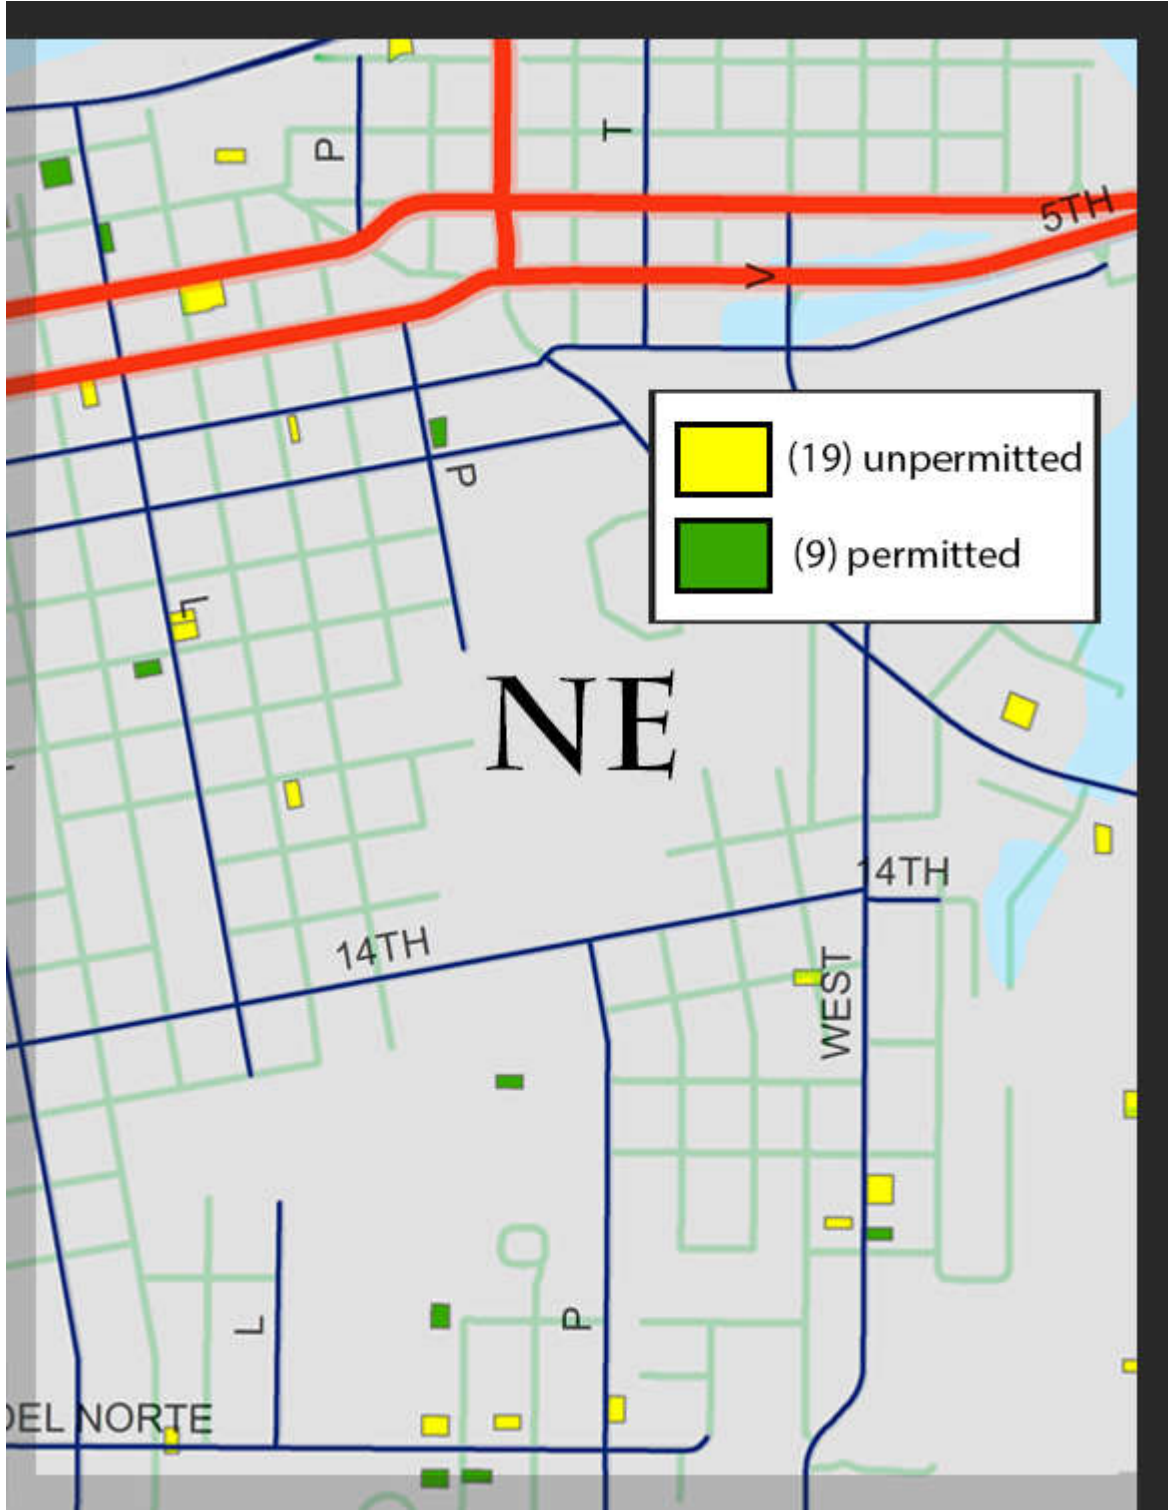 P
T
5TH
V
(19) unpermitted
P
(9) permitted
L
NE
14TH
14TH
WEST
P
L
DEL NORTE